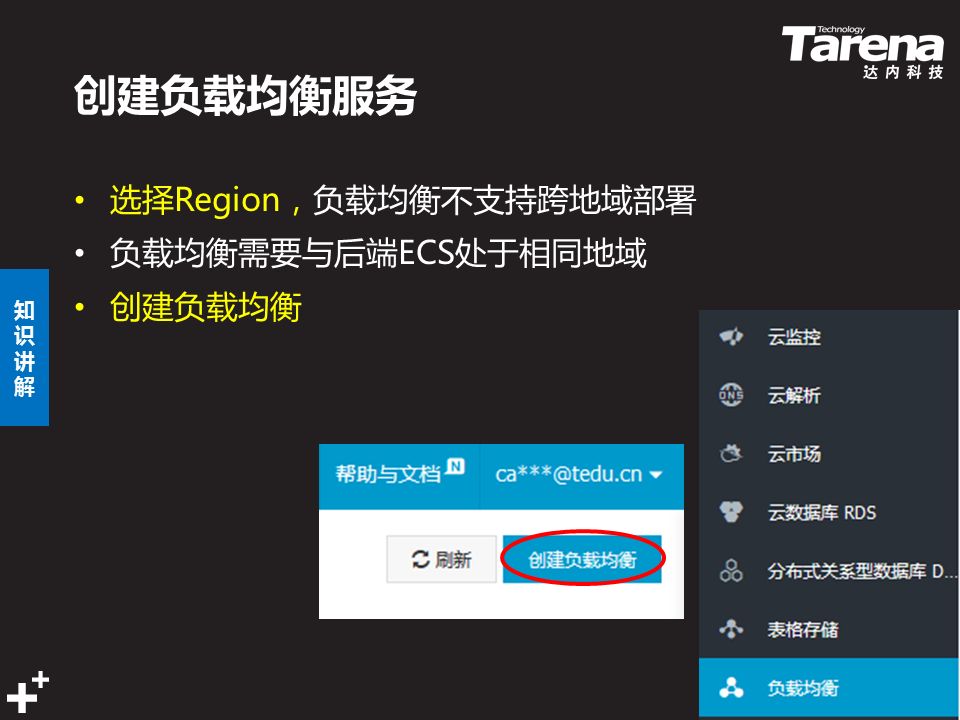 Technology
Tarena
达内科技
创建负载均衡服务
• 选择Region，负载均衡不支持跨地域部署
• 负载均衡需要与后端ECS处于相同地域
• 创建负载均衡
知识讲解
帮助与文档 N ca***@tedu.cn
刷新 创建负载均衡
云监控
DNS 云解析
云市场
云数据库 RDS
分布式关系型数据库 D...
表格存储
负载均衡